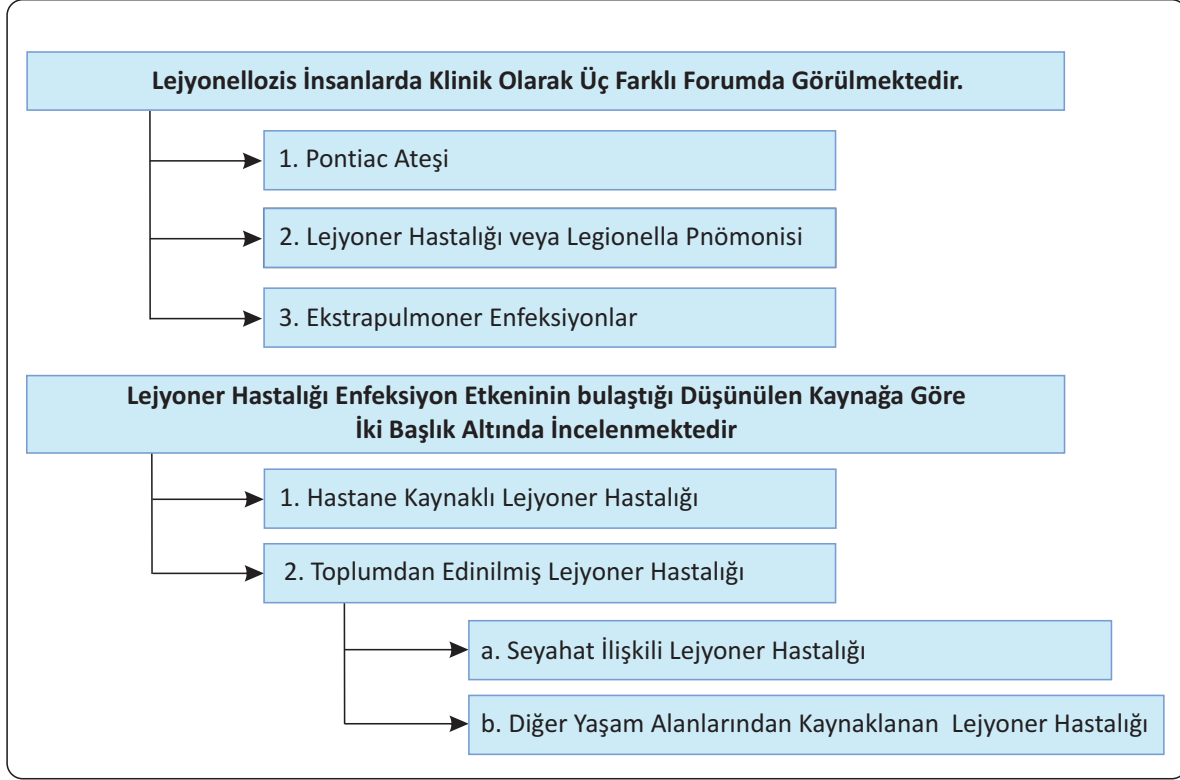 Lejyonellozis İnsanlarda Klinik Olarak Üç Farklı Forumda Görülmektedir.
1. Pontiac Ateşi
2. Lejyoner Hastalığı veya Legionella Pnömonisi
3. Ekstrapulmoner Enfeksiyonlar
Lejyoner Hastalığı Enfeksiyon Etkeninin bulaştığı Düşünülen Kaynağa Göre
İki Başlık Altında İncelenmektedir
1. Hastane Kaynaklı Lejyoner Hastalığı
2. Toplumdan Edinilmiş Lejyoner Hastalığı
a. Seyahat İlişkili Lejyoner Hastalığı
b. Diğer Yaşam Alanlarından Kaynaklanan Lejyoner Hastalığı